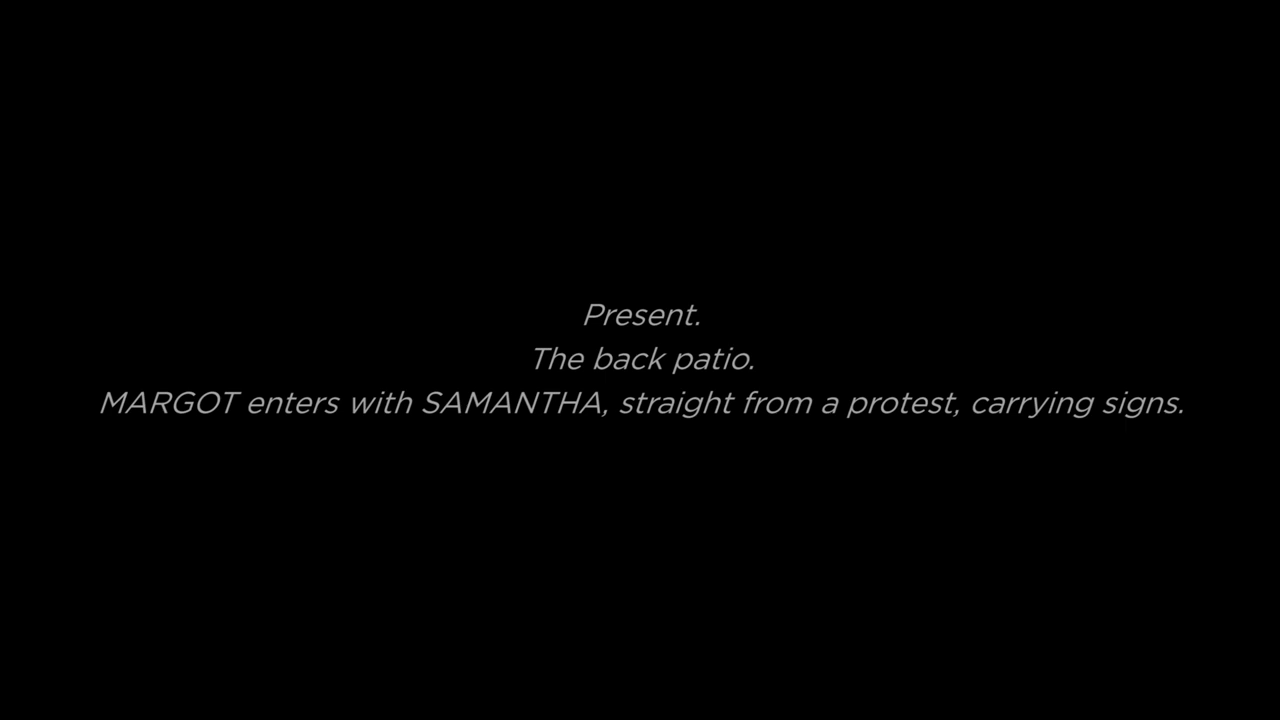 Present.
The back patio.
MARGOT enters with SAMANTHA, straight from a protest, carrying signs.